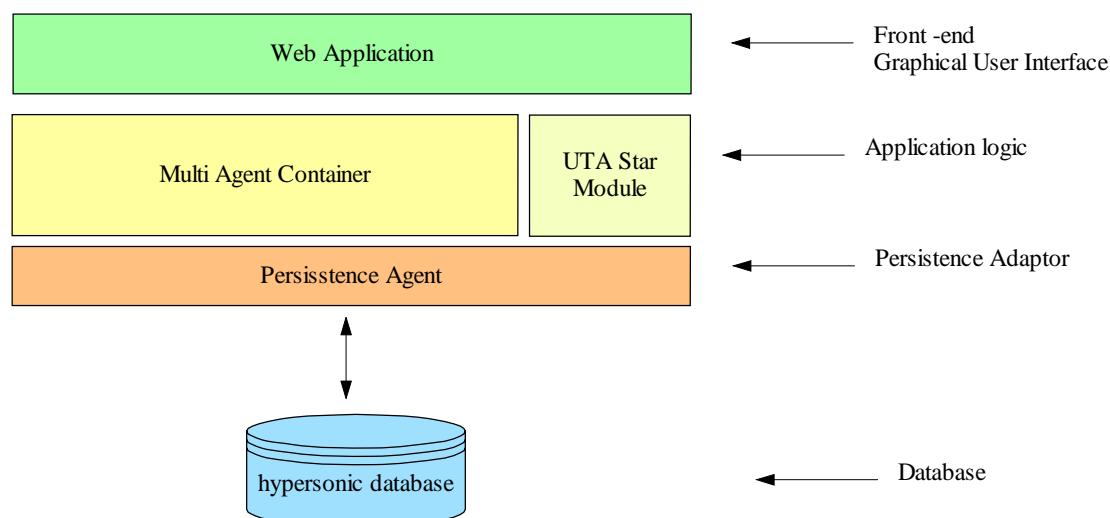 Web Application
Front -end
Graphical User Interface
Multi Agent Container
UTA Star
Module
Application logic
Persisstence Agent
Persistence Adaptor
hypersonic database
Database